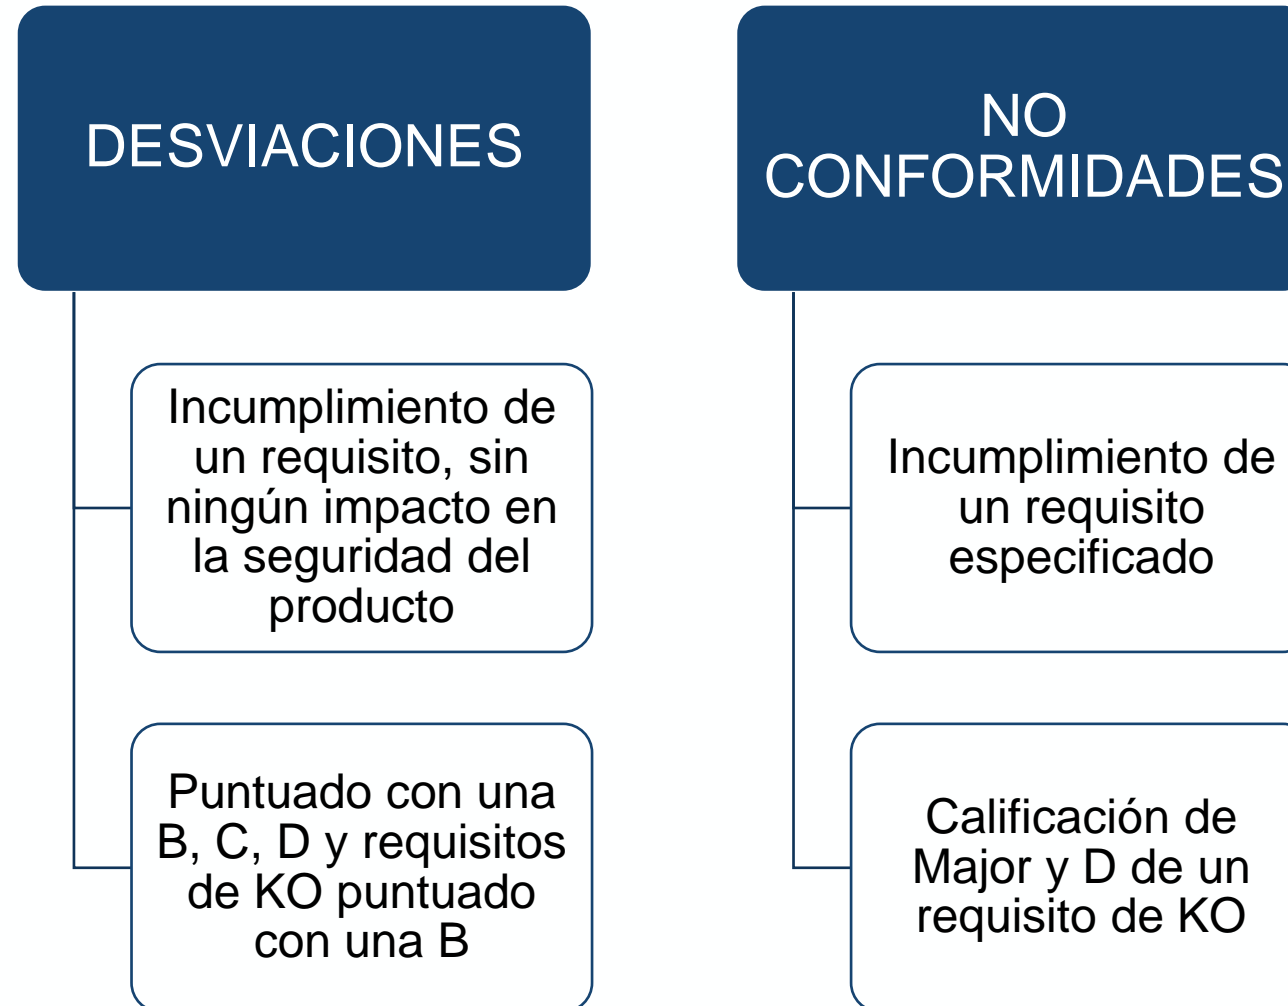 DESVIACIONES
Incumplimiento de
un requisito, sin
ningún impacto en
la seguridad del
producto
Puntuado con una
B, C, D y requisitos
de KO puntuado
con una B
NO
CONFORMIDADES
Incumplimiento de
un requisito
especificado
Calificación de
Major y D de un
requisito de KO